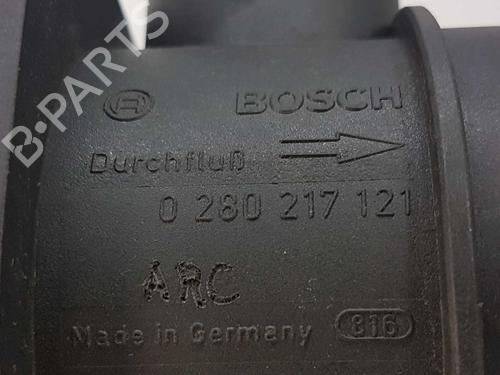 B-PARTS
BOSCH
Durchfluß
0 280 217 121
ARC
Made in Germany 816